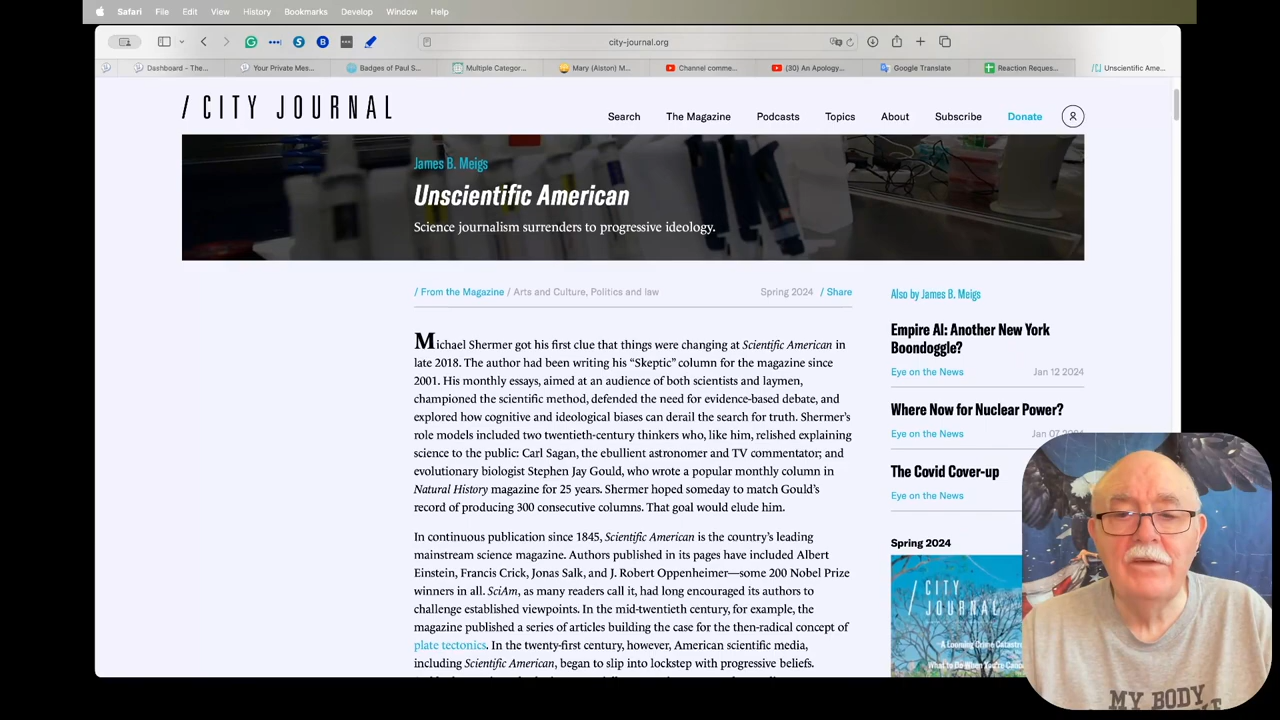 Safari File Edit View History Bookmarks Develop Window Help
city-journal.org
Dashboard - The... Your Private Mes... Badges of Paul S... Multiple Categor... Mary (Alston) M... Channel comme... (30) An Apology... Google Translate Reaction Reques... Unscientific Ame...
/ CITY JOURNAL
Search The Magazine Podcasts Topics About Subscribe Donate
James B. Meigs
Unscientific American
Science journalism surrenders to progressive ideology.
/ From the Magazine / Arts and Culture, Politics and law Spring 2024 / Share
Michael Shermer got his first clue that things were changing at Scientific American in
late 2018. The author had been writing his “Skeptic” column for the magazine since
2001. His monthly essays, aimed at an audience of both scientists and laymen,
championed the scientific method, defended the need for evidence-based debate, and
explored how cognitive and ideological biases can derail the search for truth. Shermer’s
role models included two twentieth-century thinkers who, like him, relished explaining
science to the public: Carl Sagan, the ebullient astronomer and TV commentator; and
evolutionary biologist Stephen Jay Gould, who wrote a popular monthly column in
Natural History magazine for 25 years. Shermer hoped someday to match Gould’s
record of producing 300 consecutive columns. That goal would elude him.
In continuous publication since 1845, Scientific American is the country’s leading
mainstream science magazine. Authors published in its pages have included Albert
Einstein, Francis Crick, Jonas Salk, and J. Robert Oppenheimer—some 200 Nobel Prize
winners in all. SciAm, as many readers call it, had long encouraged its authors to
challenge established viewpoints. In the mid-twentieth century, for example, the
magazine published a series of articles building the case for the then-radical concept of
plate tectonics. In the twenty-first century, however, American scientific media,
including Scientific American, began to slip into lockstep with progressive beliefs.
Also by James B. Meigs
Empire AI: Another New York
Boondoggle?
Eye on the News Jan 12 2024
Where Now for Nuclear Power?
Eye on the News Jan 07
The Covid Cover-up
Eye on the News
Spring 2024
CITY
JOURNAL
A Looming Crime
What to Do When You're
MY BODY